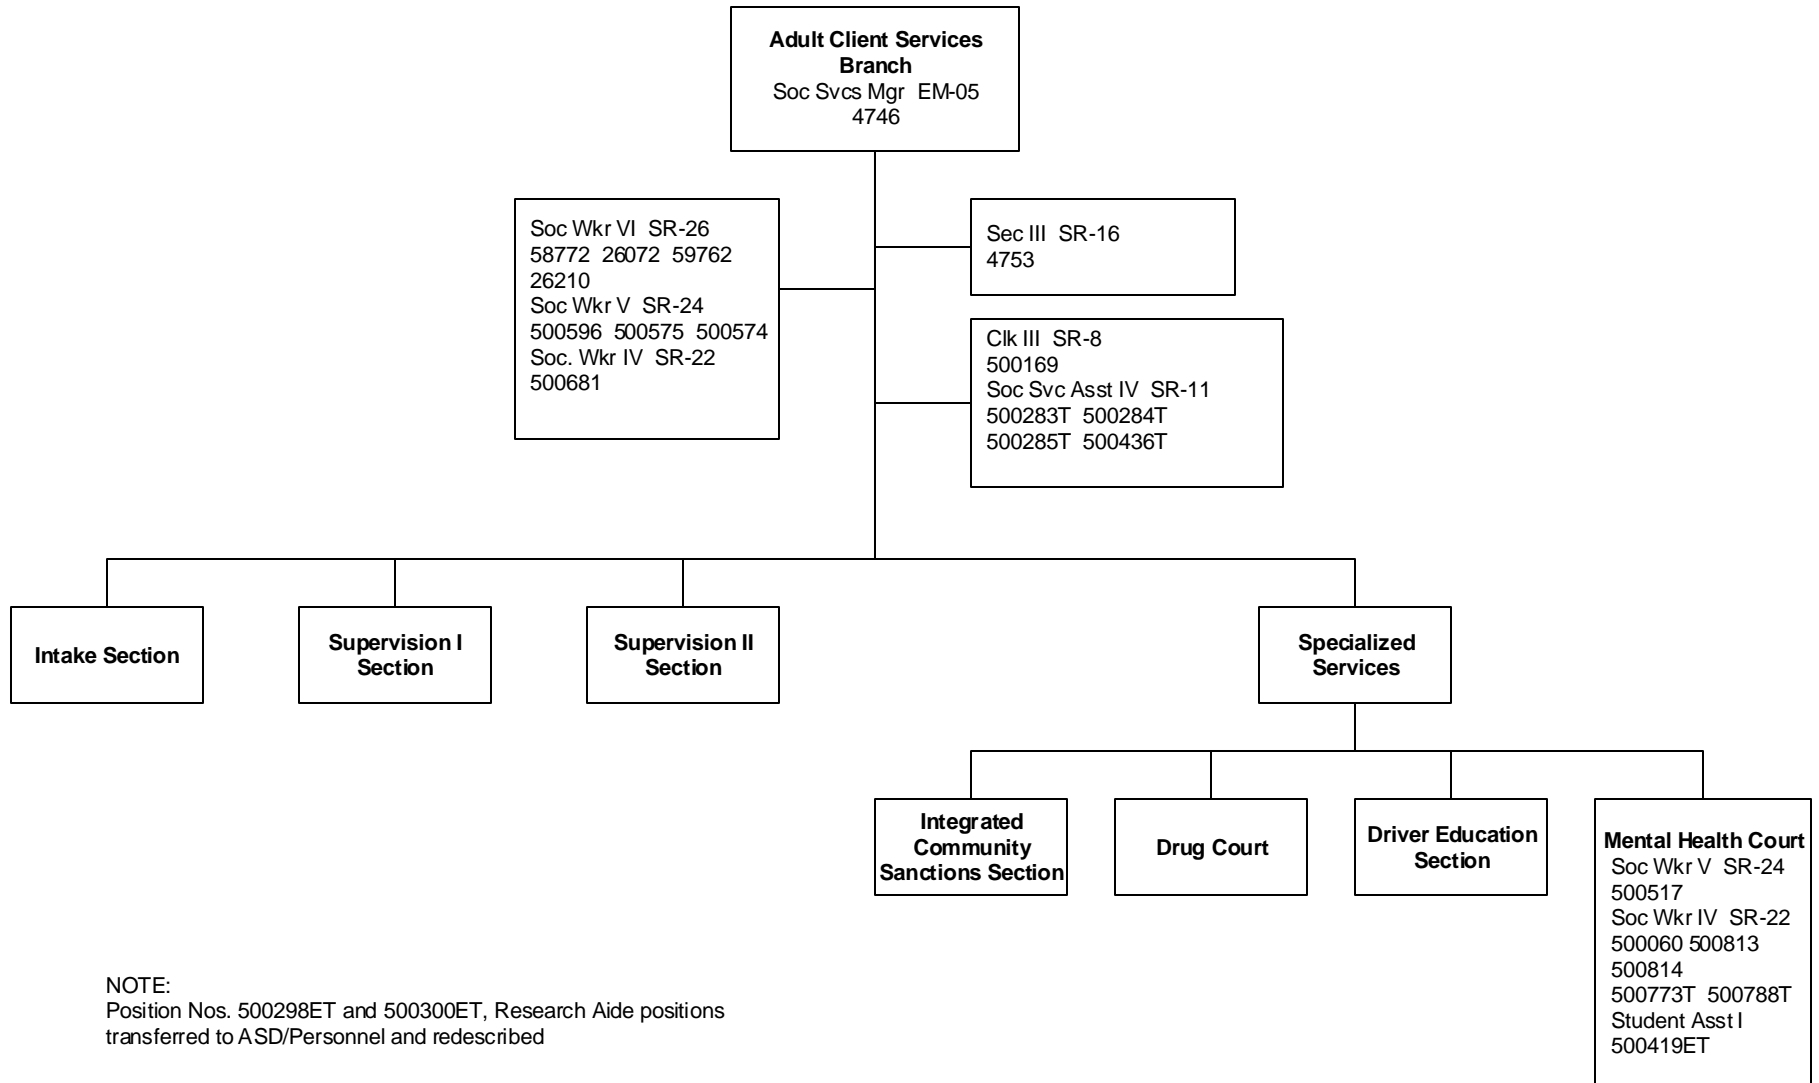 Adult Client Services
Branch
Soc Svcs Mgr EM-05
4746
Soc Wkr VI SR-26
58772 26072 59762
26210
Soc Wkr V SR-24
500596 500575 500574
Soc. Wkr IV SR-22
500681
Sec III SR-16
4753
Clk III SR-8
500169
Soc Svc Asst IV SR-11
500283T 500284T
500285T 500436T
Intake Section
Supervision I
Section
Supervision II
Section
Specialized
Services
Integrated
Community
Sanctions Section
Drug Court
Driver Education
Section
Mental Health Court
Soc Wkr V SR-24
500517
Soc Wkr IV SR-22
500060 500813
500814
500773T 500788T
Student Asst I
500419ET
NOTE:
Position Nos. 500298ET and 500300ET, Research Aide positions
transferred to ASD/Personnel and redescribed